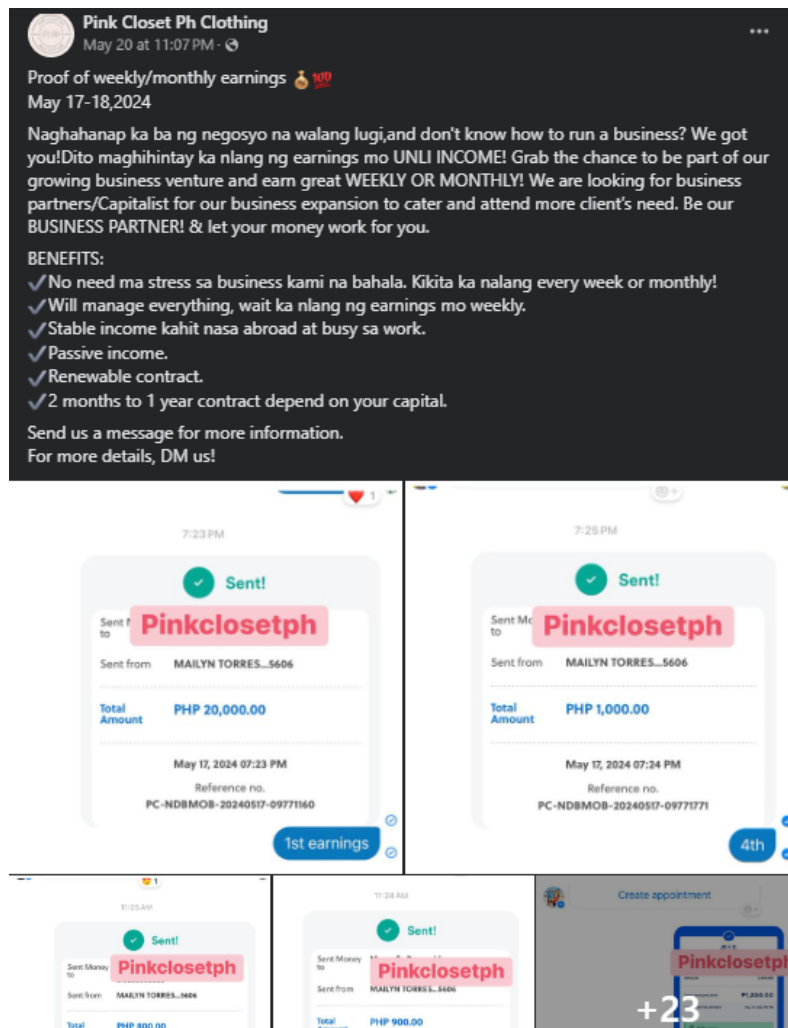 Pink Closet Ph Clothing
May 20 at 11:07 PM ·
Proof of weekly/monthly earnings 💰💯
May 17-18,2024
Naghahanap ka ba ng negosyo na walang lugi,and don't know how to run a business? We got
you!Dito maghihintay ka nlang ng earnings mo UNLI INCOME! Grab the chance to be part of our
growing business venture and earn great WEEKLY OR MONTHLY! We are looking for business
partners/Capitalist for our business expansion to cater and attend more client's need. Be our
BUSINESS PARTNER! & let your money work for you.
BENEFITS:
✓No need ma stress sa business kami na bahala. Kikita ka nalang every week or monthly!
✓Will manage everything, wait ka nlang ng earnings mo weekly.
✓Stable income kahit nasa abroad at busy sa work.
✓Passive income.
✓Renewable contract.
✓2 months to 1 year contract depend on your capital.
Send us a message for more information.
For more details, DM us!
1
7:23 PM
Sent!
Sent
to
Pinkclosetph
Sent from MAILYN TORRES...5606
Total
Amount
PHP 20,000.00
May 17, 2024 07:23 PM
Reference no.
PC-NDBMOB-20240517-09771160
1st earnings
7:25 PM
Sent!
Sent
to
Pinkclosetph
Sent from MAILYN TORRES...5606
Total
Amount
PHP 1,000.00
May 17, 2024 07:24 PM
Reference no.
PC-NDBMOB-20240517-09771771
4th
1
11:25 AM
Sent!
Sent Money
to
Pinkclosetph
Sent from MAILYN TORRES...5606
Total PHP 800.00
11:24 AM
Sent!
Sent Money
to
Pinkclosetph
Sent from MAILYN TORRES...5606
Total PHP 900.00
Create appointment
Pinkclosetph
+23